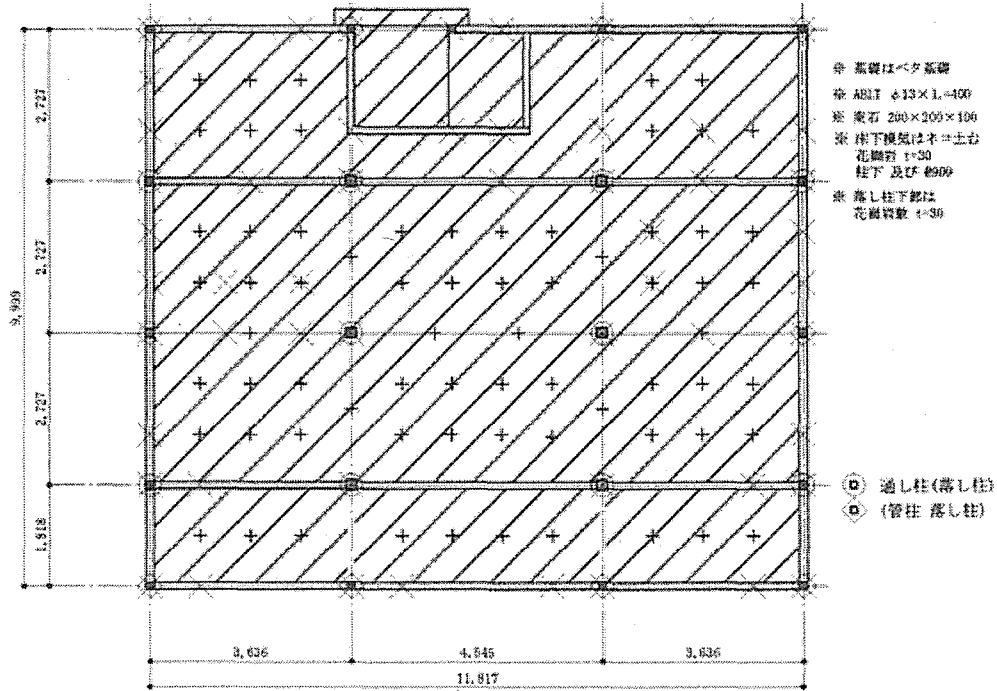 ※ 基礎はベタ基礎
※ ABLT φ13×L=400
※ 束石 200×200×100
※ 床下換気はネコ土台
花崗岩 t=30
柱下 及び @909
※ 落し柱下部は
花崗岩敷 t=30
2,727
2,727
9,999
2,727
1,818
通し柱(落し柱)
(管柱 落し柱)
3,636
4,545
3,636
11,817